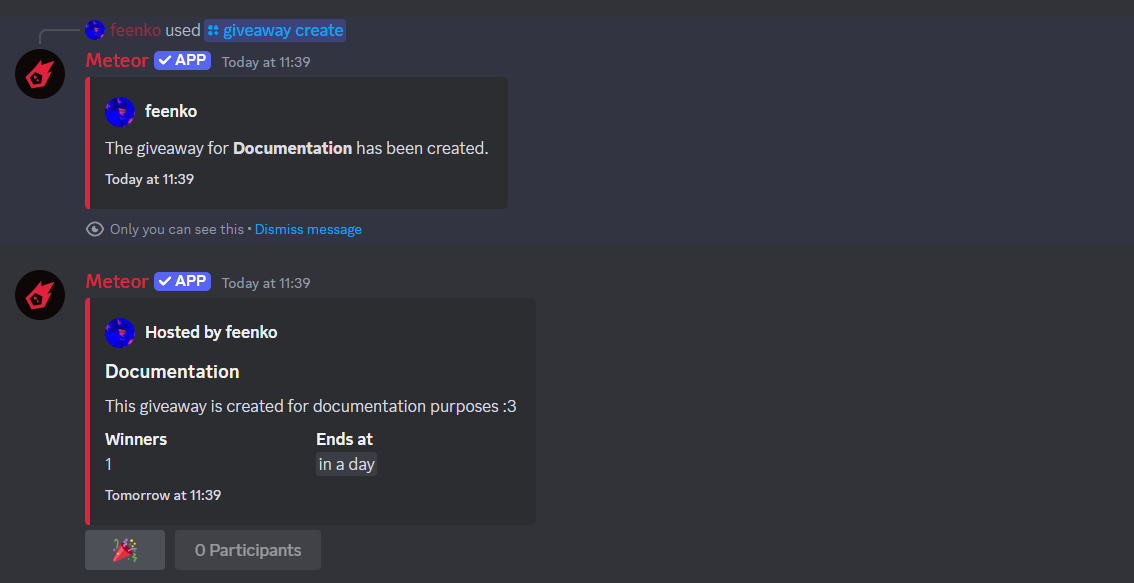 feenko used giveaway create
Meteor APP Today at 11:39
feenko
The giveaway for Documentation has been created.
Today at 11:39
Only you can see this • Dismiss message
Meteor APP Today at 11:39
Hosted by feenko
Documentation
This giveaway is created for documentation purposes :3
Winners Ends at
1 in a day
Tomorrow at 11:39
0 Participants